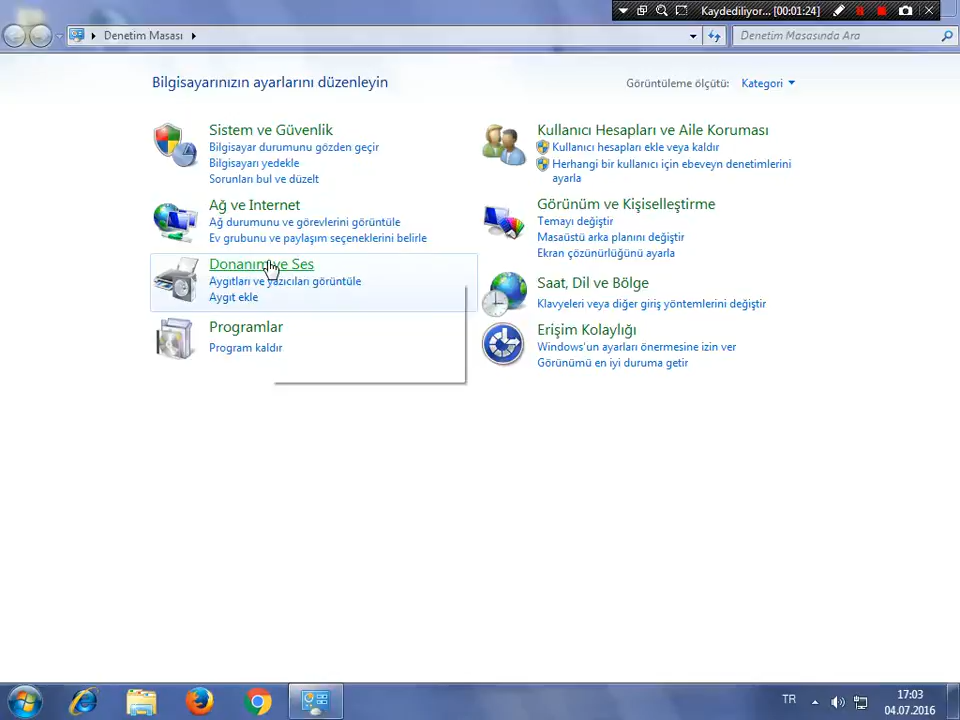 Kaydediliyor... [00:01:24]
Denetim Masası
Denetim Masasında Ara
Bilgisayarınızın ayarlarını düzenleyin
Görüntüleme ölçütü: Kategori
Sistem ve Güvenlik
Bilgisayar durumunu gözden geçir
Bilgisayarı yedekle
Sorunları bul ve düzelt
Ağ ve Internet
Ağ durumunu ve görevlerini görüntüle
Ev grubunu ve paylaşım seçeneklerini belirle
Donanım ve Ses
Aygıtları ve yazıcıları görüntüle
Aygıt ekle
Programlar
Program kaldır
Kullanıcı Hesapları ve Aile Koruması
Kullanıcı hesapları ekle veya kaldır
Herhangi bir kullanıcı için ebeveyn denetimlerini
ayarla
Görünüm ve Kişiselleştirme
Temayı değiştir
Masaüstü arka planını değiştir
Ekran çözünürlüğünü ayarla
Saat, Dil ve Bölge
Klavyeleri veya diğer giriş yöntemlerini değiştir
Erişim Kolaylığı
Windows'un ayarları önermesine izin ver
Görünümü en iyi duruma getir
TR
17:03
04.07.2016